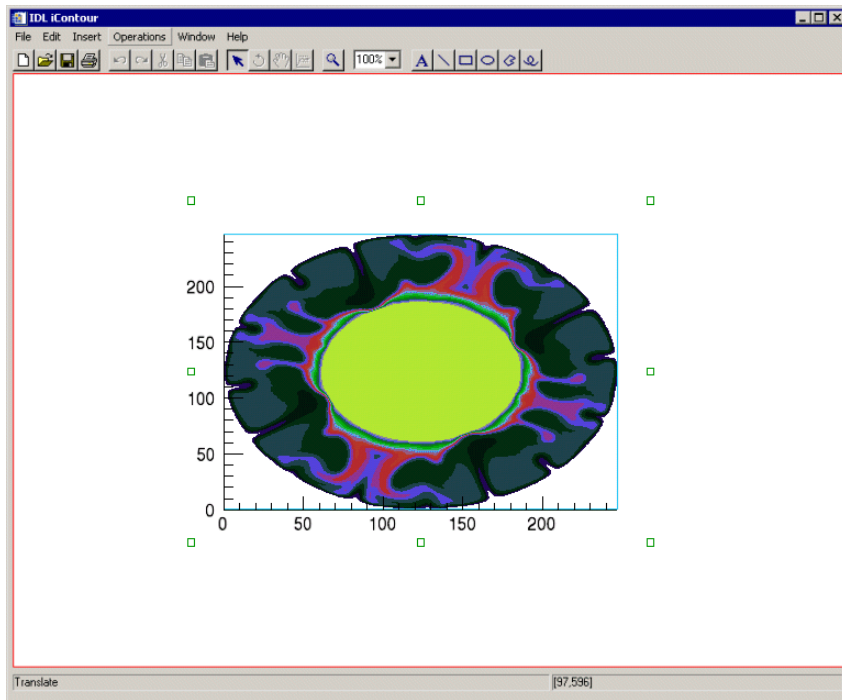 IDL iContour
File Edit Insert Operations Window Help
100% A
200
150
100
50
0
0 50 100 150 200
Translate [97,596]